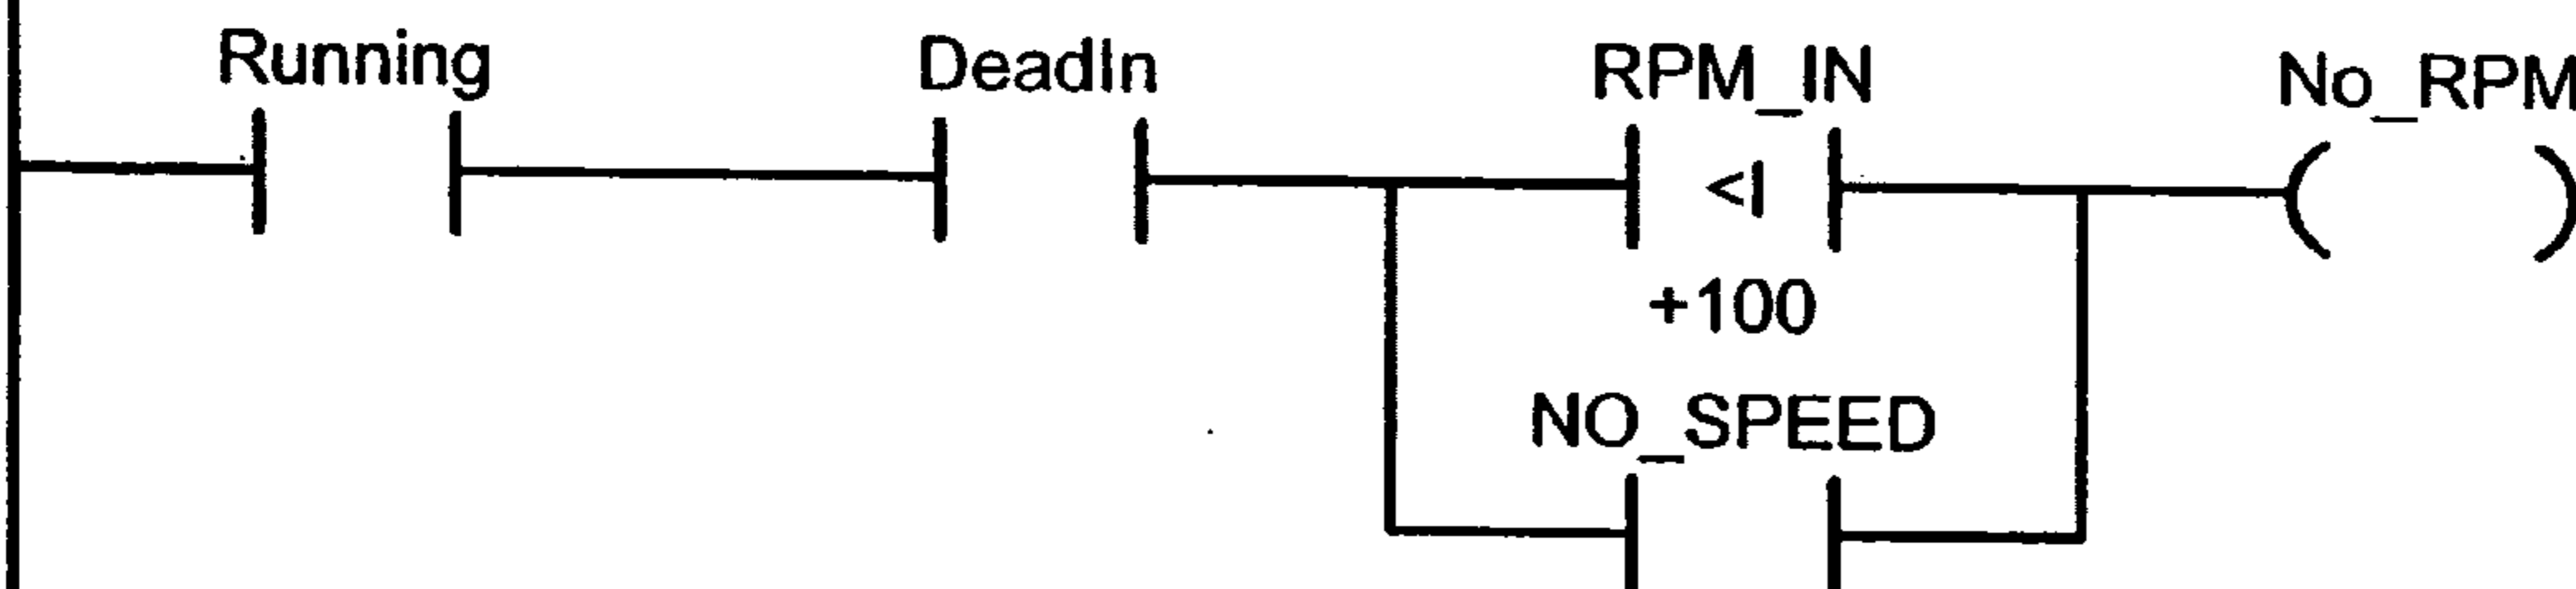 Running DeadIn RPM_IN No_RPM
<I
+100
NO_SPEED